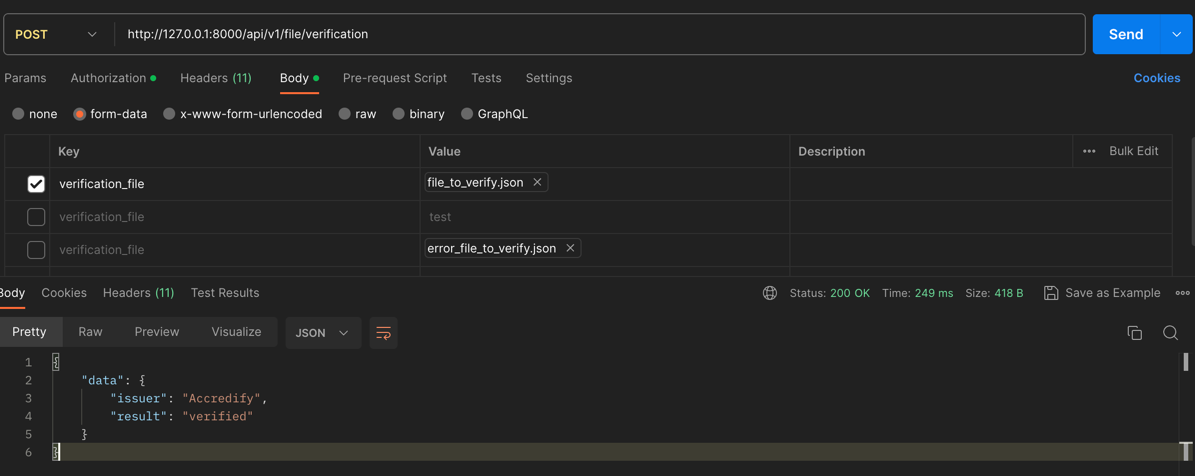 POST http://127.0.0.1:8000/api/v1/file/verification Send
Params Authorization Headers (11) Body Pre-request Script Tests Settings Cookies
none form-data x-www-form-urlencoded raw binary GraphQL
Key Value Description Bulk Edit
verification_file file_to_verify.json
verification_file test
verification_file error_file_to_verify.json
Body Cookies Headers (11) Test Results Status: 200 OK Time: 249 ms Size: 418 B Save as Example
Pretty Raw Preview Visualize JSON
1 {
2 "data": {
3 "issuer": "Accredify",
4 "result": "verified"
5 }
6 }